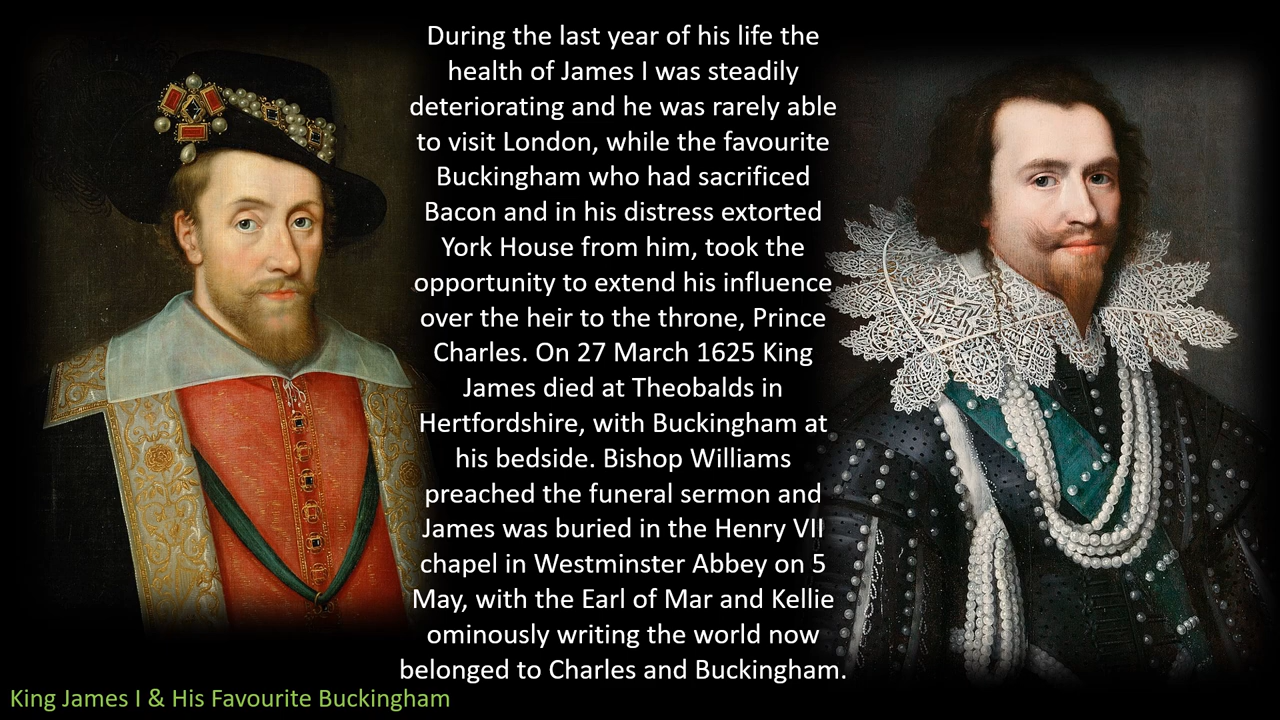 During the last year of his life the
health of James I was steadily
deteriorating and he was rarely able
to visit London, while the favourite
Buckingham who had sacrificed
Bacon and in his distress extorted
York House from him, took the
opportunity to extend his influence
over the heir to the throne, Prince
Charles. On 27 March 1625 King
James died at Theobalds in
Hertfordshire, with Buckingham at
his bedside. Bishop Williams
preached the funeral sermon and
James was buried in the Henry VII
chapel in Westminster Abbey on 5
May, with the Earl of Mar and Kellie
ominously writing the world now
belonged to Charles and Buckingham.
King James I & His Favourite Buckingham